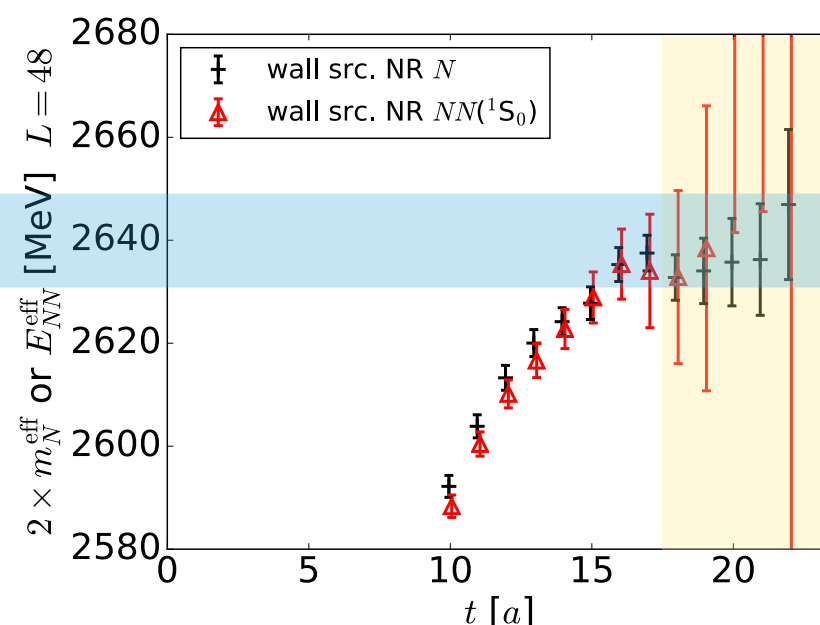 2680
2660
2640
2620
2600
2580
0
5
10
15
20
t [a]
2 × m_N^eff or E_NN^eff [MeV] L = 48
wall src. NR N
wall src. NR NN(¹S₀)